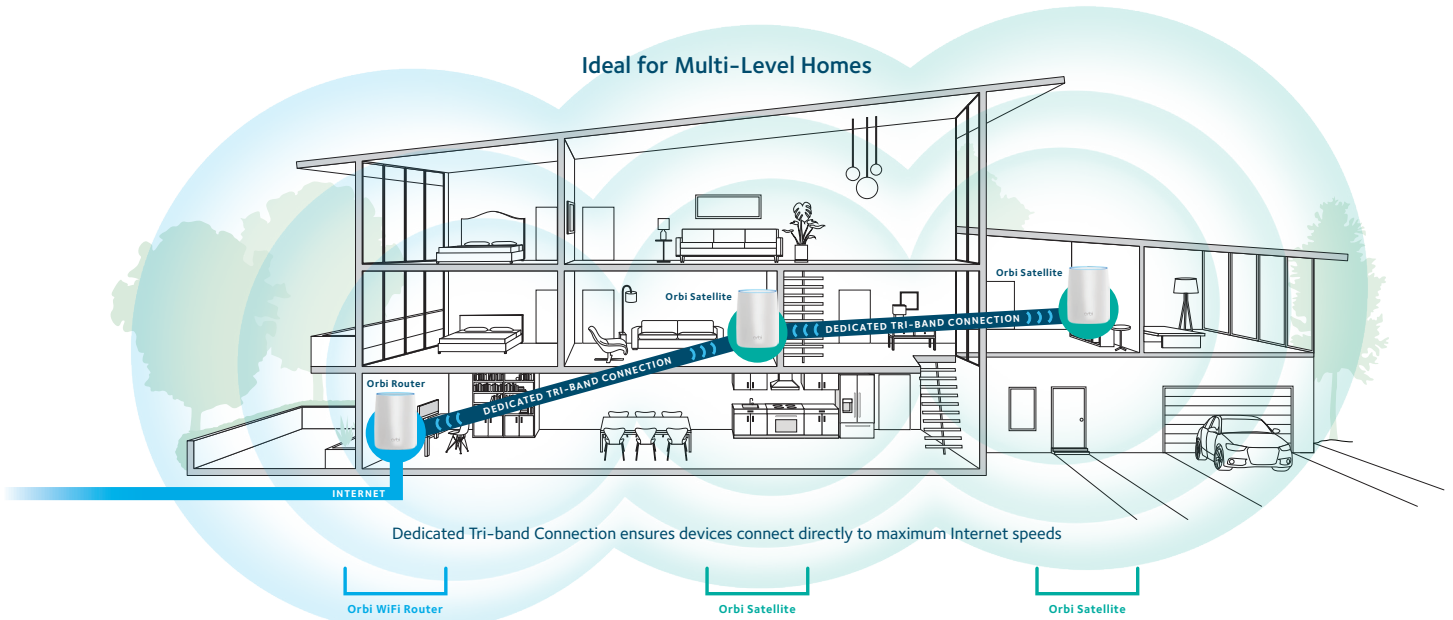 Ideal for Multi-Level Homes
Orbi Satellite
Orbi Satellite
DEDICATED TRI-BAND CONNECTION
DEDICATED TRI-BAND CONNECTION
Orbi Router
INTERNET
Dedicated Tri-band Connection ensures devices connect directly to maximum Internet speeds
Orbi WiFi Router
Orbi Satellite
Orbi Satellite